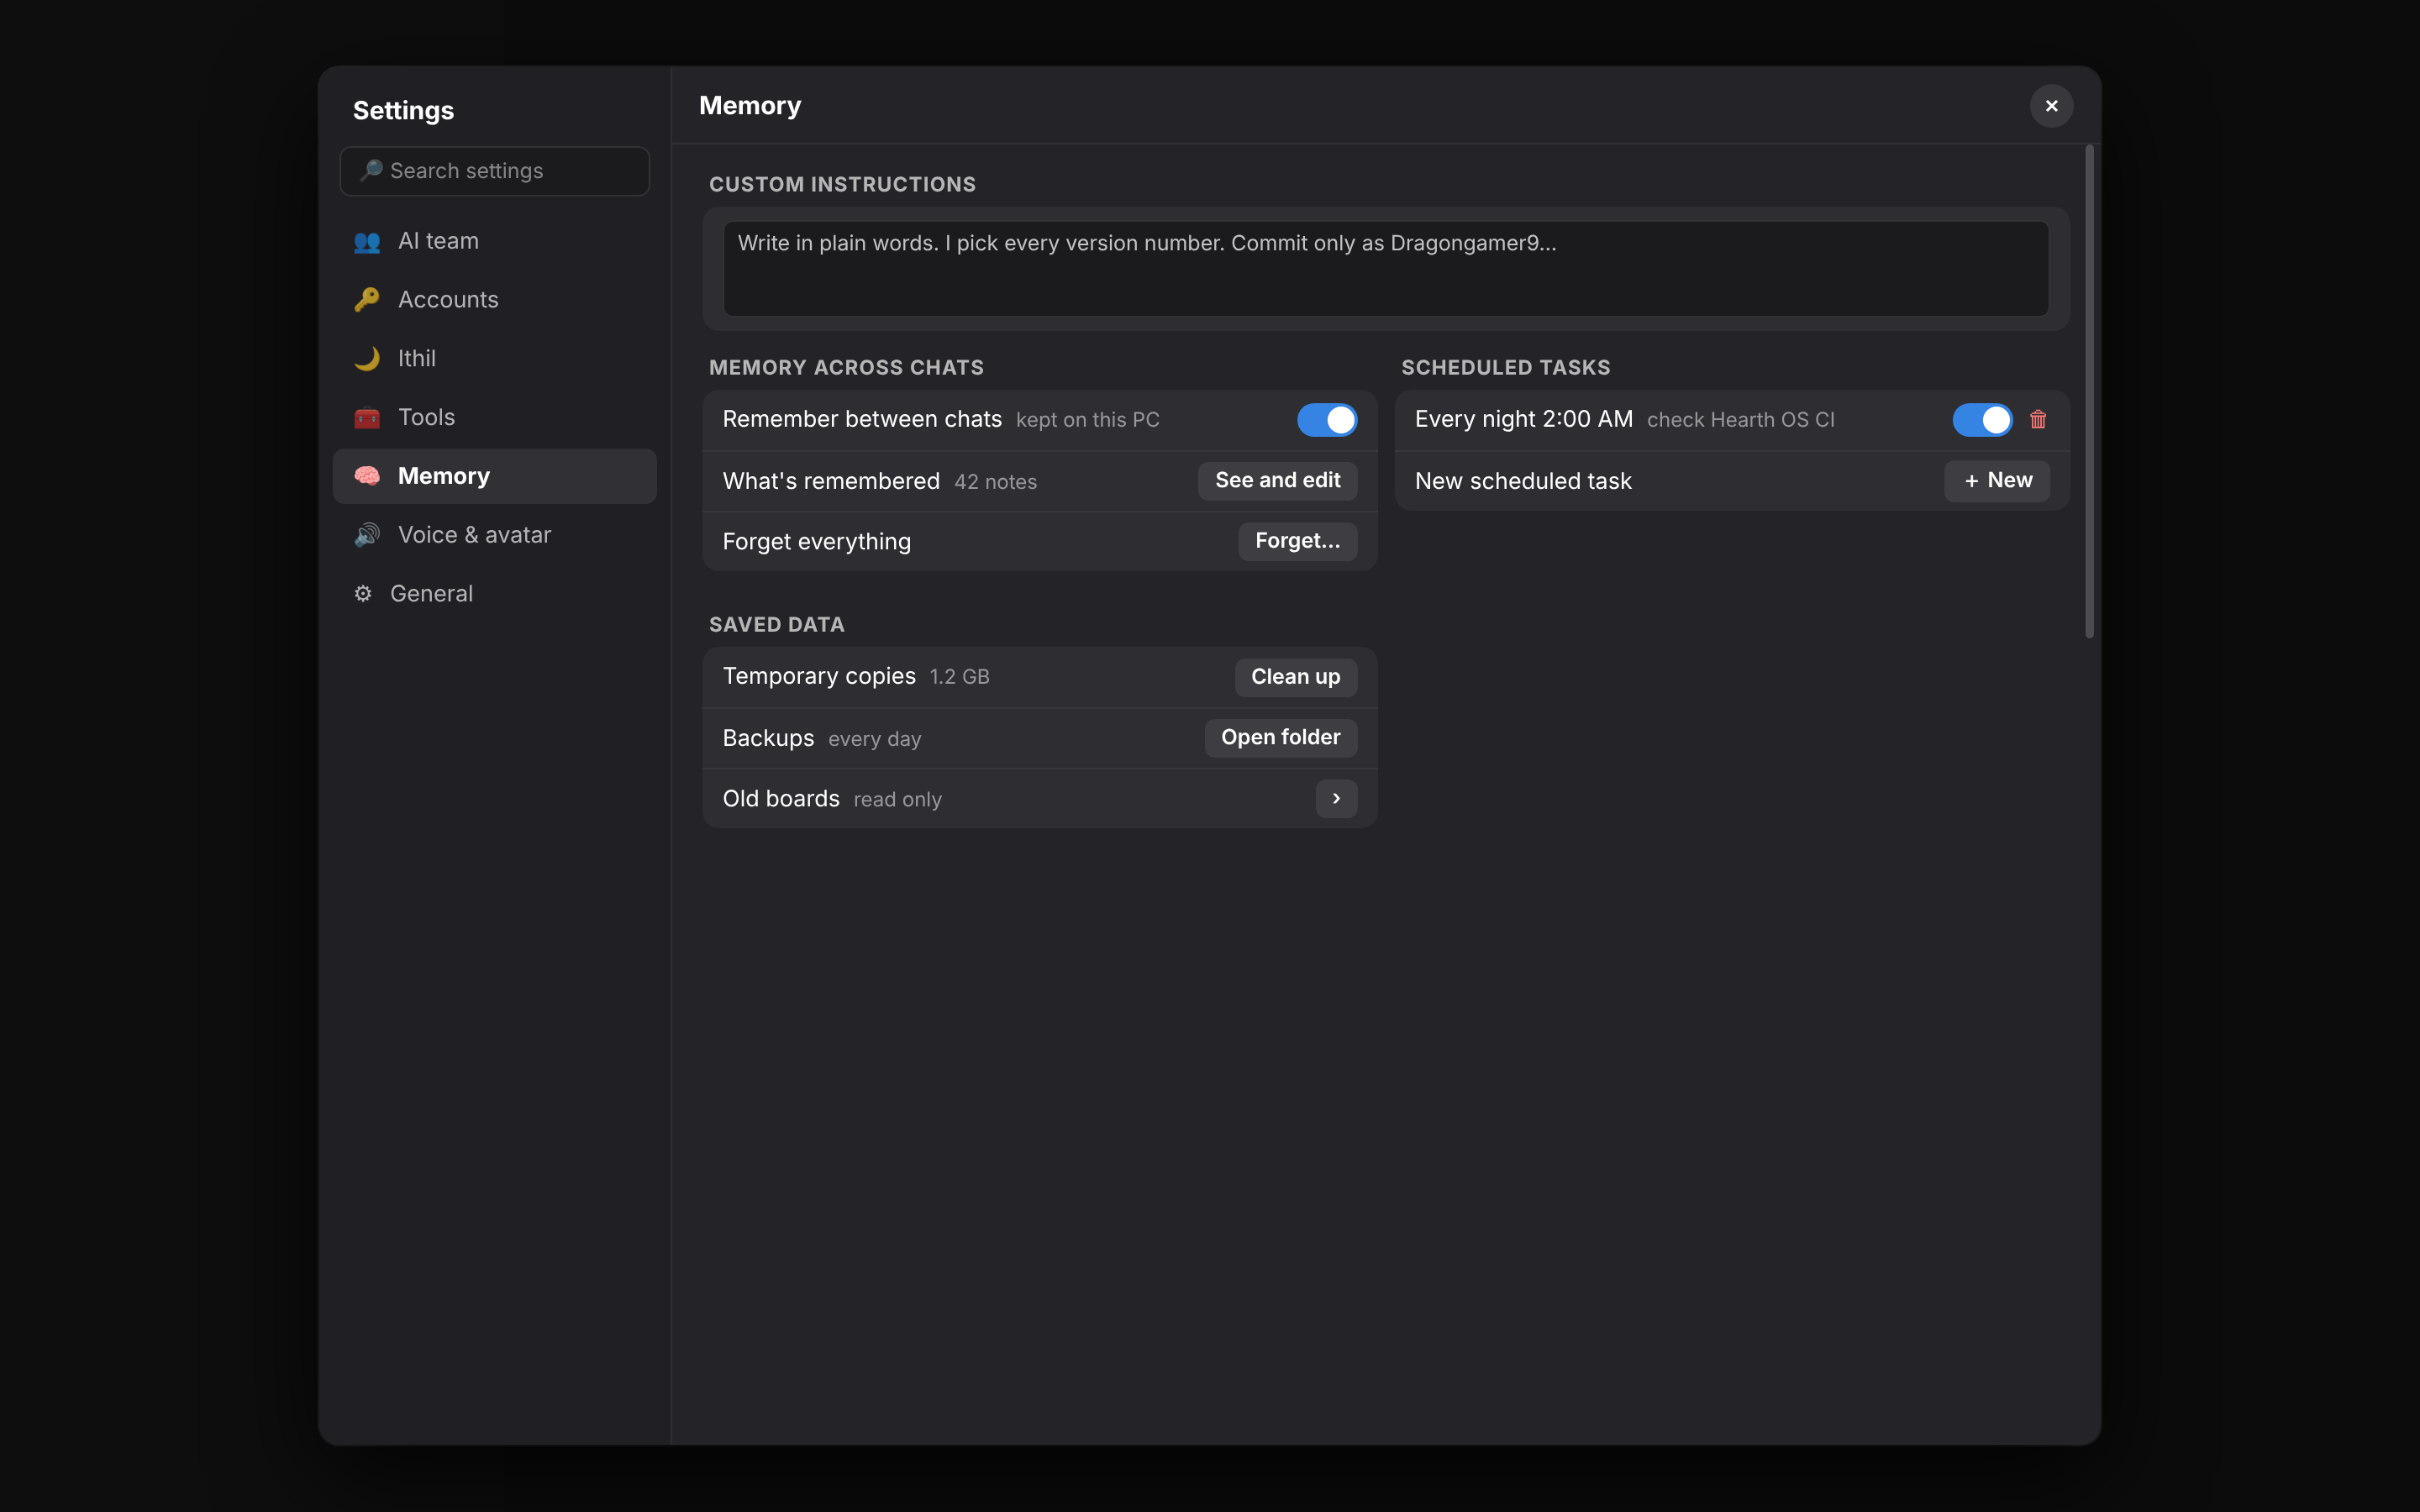 Settings
🔎 Search settings
👥 AI team
🔑 Accounts
🌙 Ithil
🧰 Tools
🧠 Memory
🔊 Voice & avatar
⚙ General
Memory
×
CUSTOM INSTRUCTIONS
Write in plain words. I pick every version number. Commit only as Dragongamer9...
MEMORY ACROSS CHATS
Remember between chats kept on this PC
What's remembered 42 notes See and edit
Forget everything Forget...
SCHEDULED TASKS
Every night 2:00 AM check Hearth OS CI
New scheduled task + New
SAVED DATA
Temporary copies 1.2 GB Clean up
Backups every day Open folder
Old boards read only ›